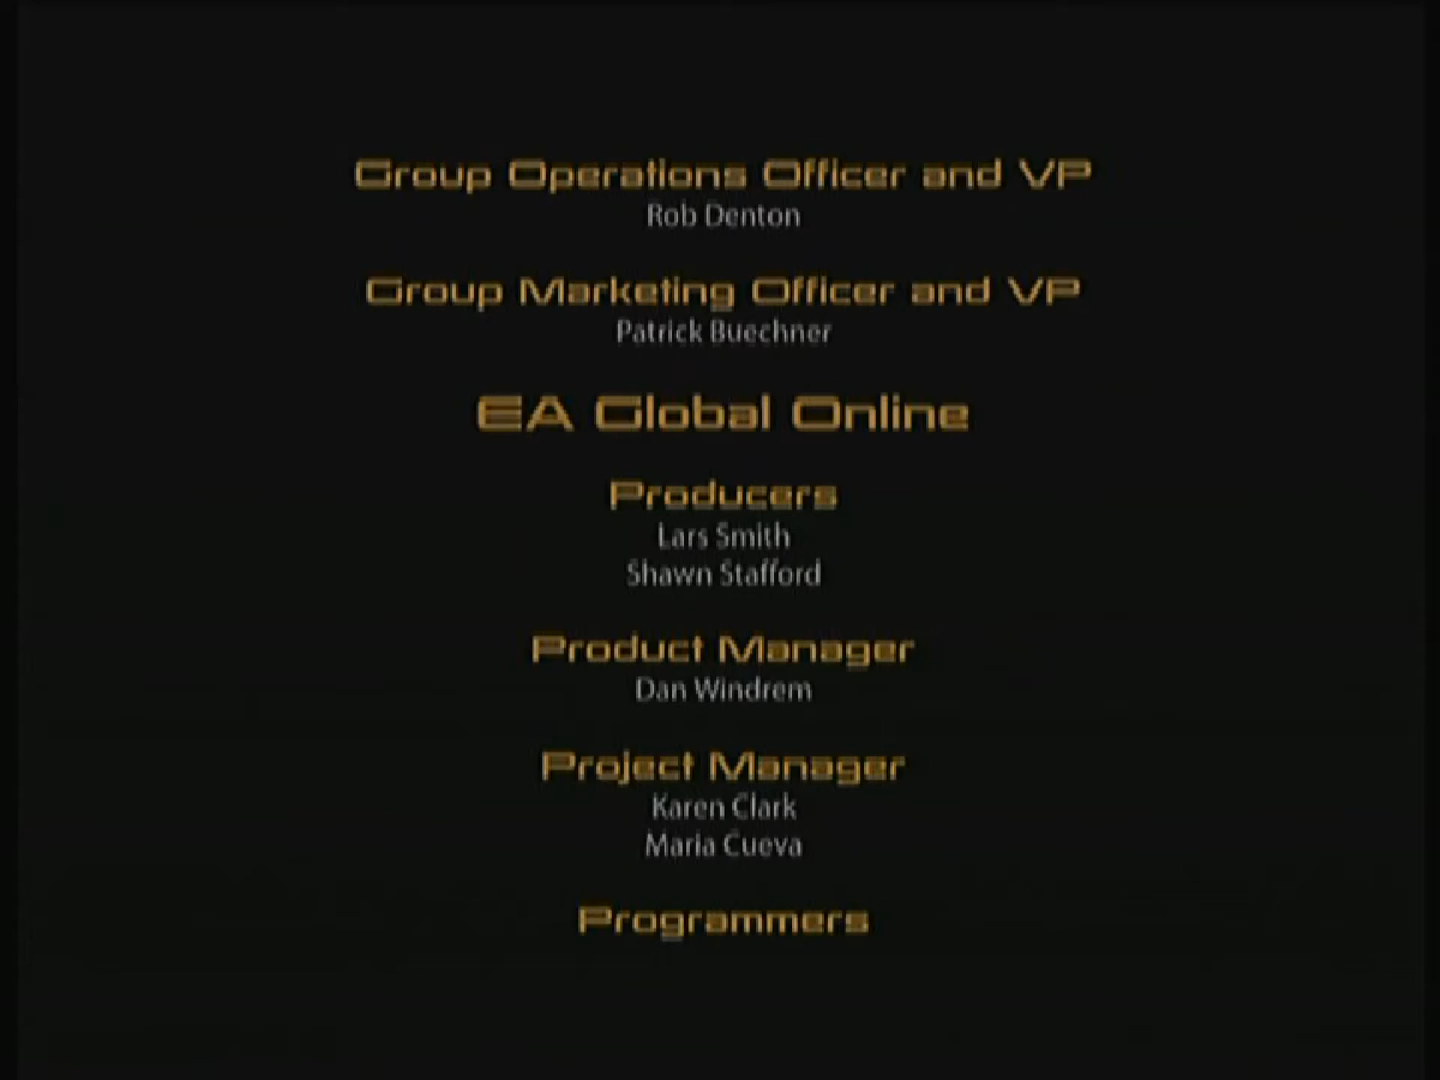 Group Operations Officer and VP
Rob Denton
Group Marketing Officer and VP
Patrick Buechner
EA Global Online
Producers
Lars Smith
Shawn Stafford
Product Manager
Dan Windrem
Project Manager
Karen Clark
Maria Cueva
Programmers